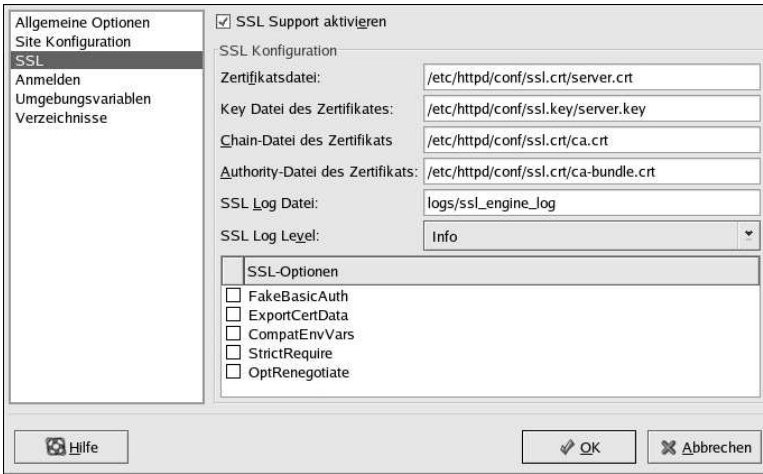 Allgemeine Optionen
Site Konfiguration
SSL
Anmelden
Umgebungsvariablen
Verzeichnisse
SSL Support aktivieren
SSL Konfiguration
Zertifikatsdatei: /etc/httpd/conf/ssl.crt/server.crt
Key Datei des Zertifikates: /etc/httpd/conf/ssl.key/server.key
Chain-Datei des Zertifikats /etc/httpd/conf/ssl.crt/ca.crt
Authority-Datei des Zertifikats: /etc/httpd/conf/ssl.crt/ca-bundle.crt
SSL Log Datei: logs/ssl_engine_log
SSL Log Level: Info
SSL-Optionen
FakeBasicAuth
ExportCertData
CompatEnvVars
StrictRequire
OptRenegotiate
Hilfe OK Abbrechen